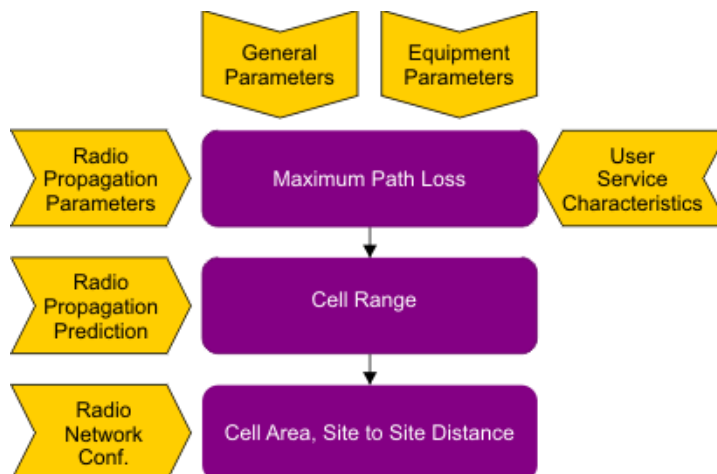 General
Parameters
Equipment
Parameters
Radio
Propagation
Parameters
Maximum Path Loss
User
Service
Characteristics
Radio
Propagation
Prediction
Cell Range
Radio
Network
Conf.
Cell Area, Site to Site Distance